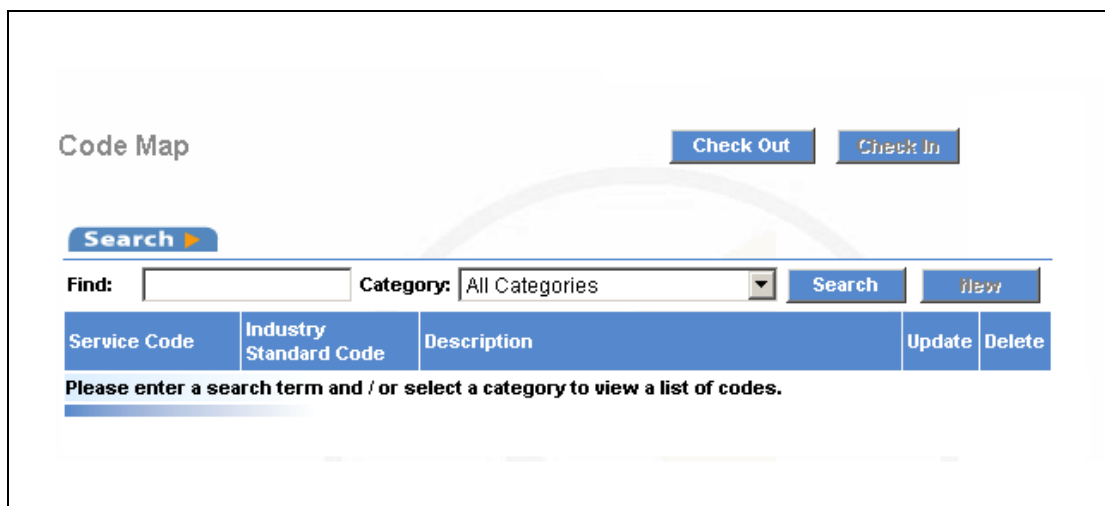 Code Map Check Out Check In
Search
Find: Category: All Categories Search New
Service Code Industry Standard Code Description Update Delete
Please enter a search term and / or select a category to view a list of codes.